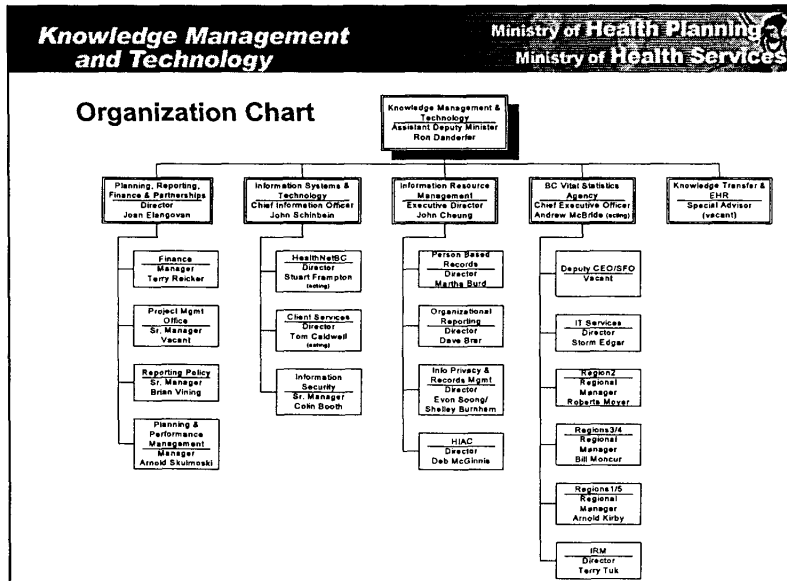 Knowledge Management
and Technology
Ministry of Health Planning
Ministry of Health Services
Organization Chart
Knowledge Management &
Technology
Assistant Deputy Minister
Ron Danderfer
Planning, Reporting,
Finance & Partnerships
Director
Joan Elangovan
Finance
Manager
Terry Reicker
Project Mgmt
Office
Sr. Manager
Vacant
Reporting Policy
Sr. Manager
Brian Vining
Planning &
Performance
Management
Manager
Arnold Skulmoski
Information Systems &
Technology
Chief Information Officer
John Schinbein
HealthNetBC
Director
Stuart Frampton
(acting)
Client Services
Director
Tom Caldwell
(acting)
Information
Security
Sr. Manager
Colin Booth
Information Resource
Management
Executive Director
John Cheung
Person Based
Records
Director
Martha Burd
Organizational
Reporting
Director
Dave Brar
Info Privacy &
Records Mgmt
Director
Evon Soong/
Shelley Burnham
HIAC
Director
Deb McGinnis
BC Vital Statistics
Agency
Chief Executive Officer
Andrew McBride (acting)
Deputy CEO/SFO
Vacant
IT Services
Director
Storm Edgar
Region2
Regional
Manager
Roberta Moyer
Regions3/4
Regional
Manager
Bill Moncur
Regions1/5
Regional
Manager
Arnold Kirby
IRM
Director
Terry Tuk
Knowledge Transfer &
EHR
Special Advisor
(vacant)